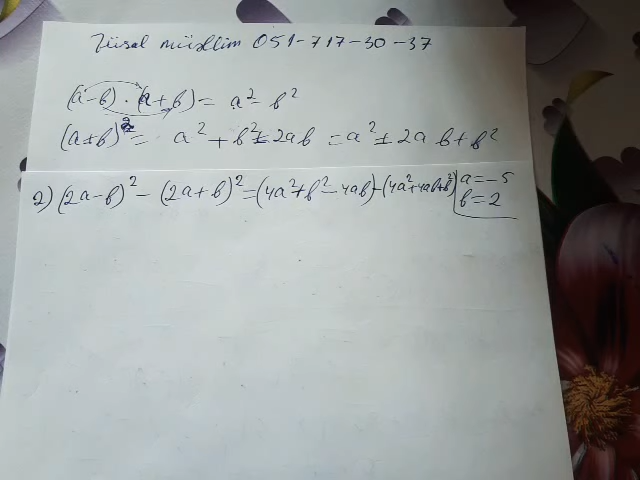 müəllim 051-717-30-37
(a-b)·(a+b)= a²-b²
(a±b)²= a²+b²±2ab = a²±2ab+b²
2) (2a-b)²-(2a+b)²=(4a²+b²-4ab)-(4a²+4ab+b²) a=-5
b=2